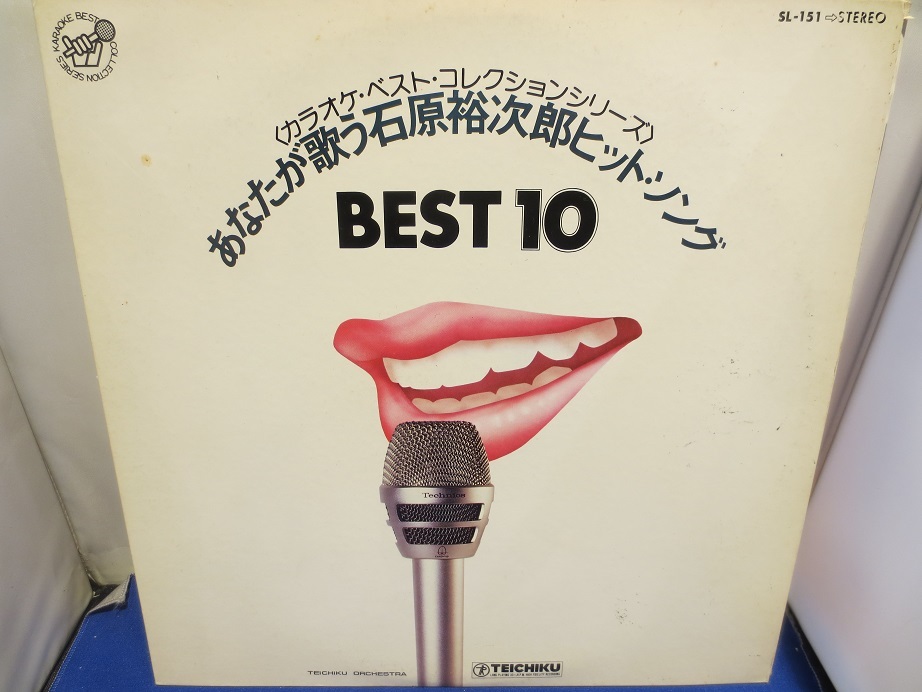 KARAOKE BEST COLLECTION SERIES
SL-151⇨STEREO
〈カラオケ・ベスト・コレクションシリーズ〉
あなたが歌う石原裕次郎ヒット・ソング
BEST 10
Technics
TEICHIKU ORCHESTRA
TEICHIKU